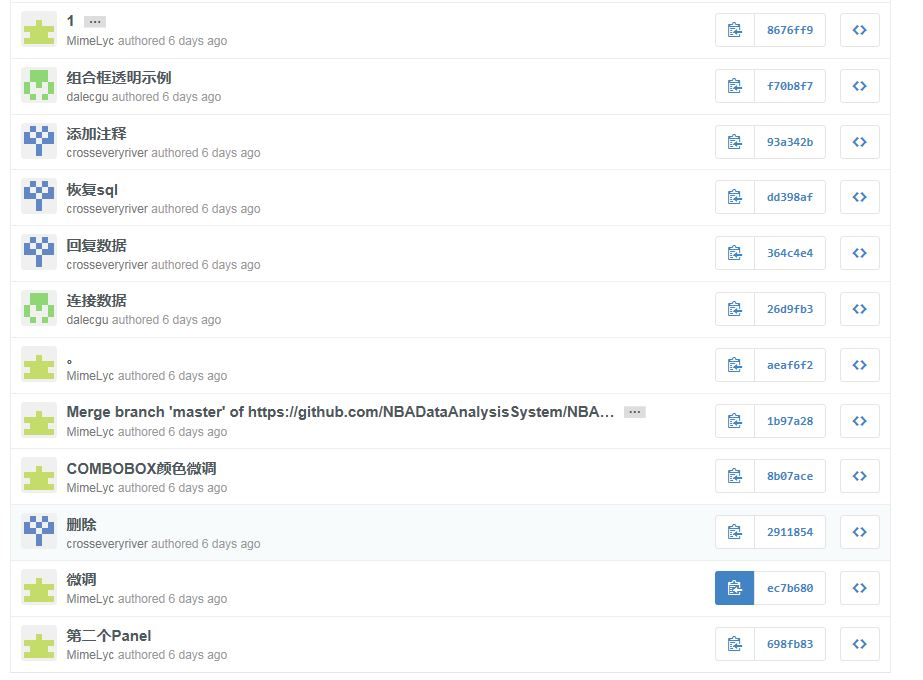 1 …
MimeLyc authored 6 days ago
8676ff9
组合框透明示例
dalecgu authored 6 days ago
f70b8f7
添加注释
crosseveryriver authored 6 days ago
93a342b
恢复sql
crosseveryriver authored 6 days ago
dd398af
回复数据
crosseveryriver authored 6 days ago
364c4e4
连接数据
dalecgu authored 6 days ago
26d9fb3
。
MimeLyc authored 6 days ago
aeaf6f2
Merge branch 'master' of https://github.com/NBADataAnalysisSystem/NBA… …
MimeLyc authored 6 days ago
1b97a28
COMBOBOX颜色微调
MimeLyc authored 6 days ago
8b07ace
删除
crosseveryriver authored 6 days ago
2911854
微调
MimeLyc authored 6 days ago
ec7b680
第二个Panel
MimeLyc authored 6 days ago
698fb83